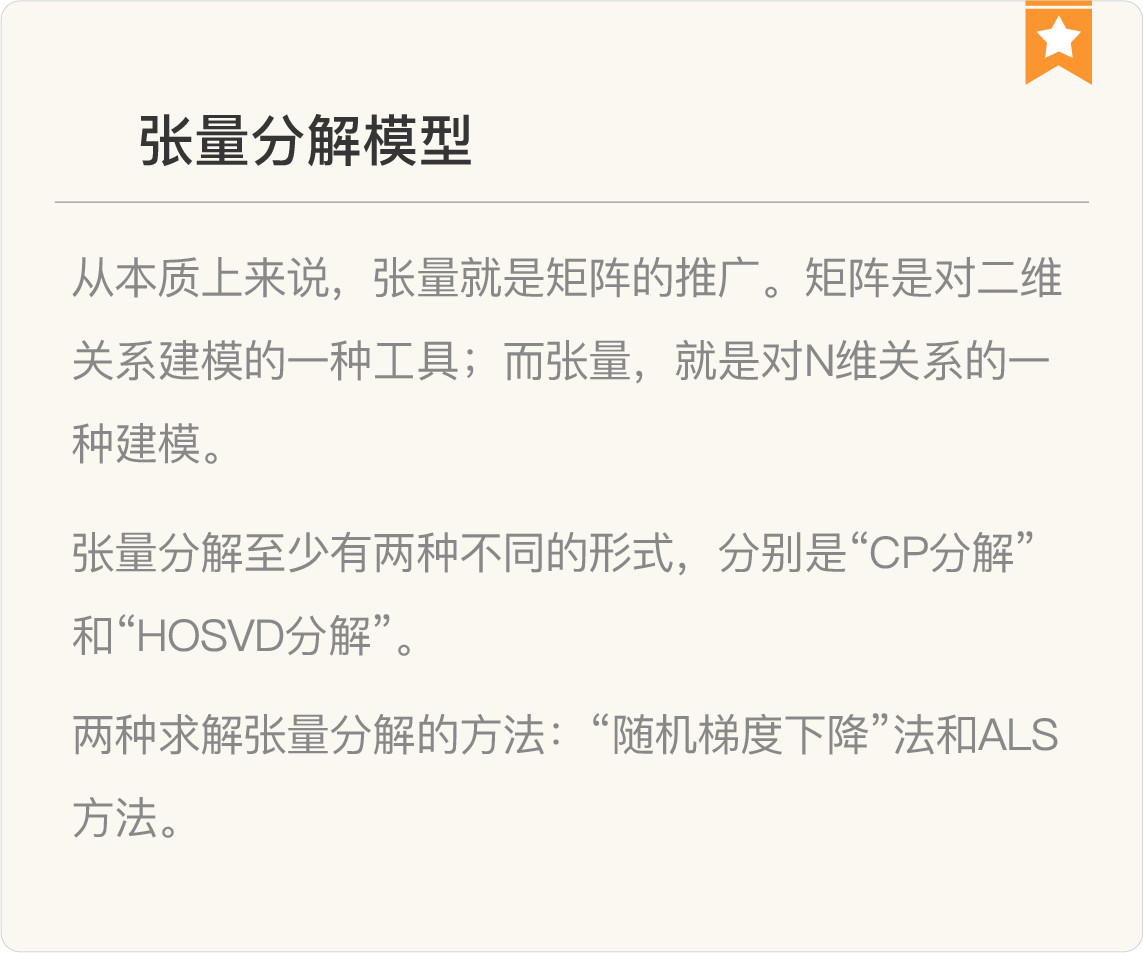 张量分解模型
从本质上来说，张量就是矩阵的推广。矩阵是对二维
关系建模的一种工具；而张量，就是对N维关系的一
种建模。
张量分解至少有两种不同的形式，分别是“CP分解”
和“HOSVD分解”。
两种求解张量分解的方法：“随机梯度下降”法和ALS
方法。